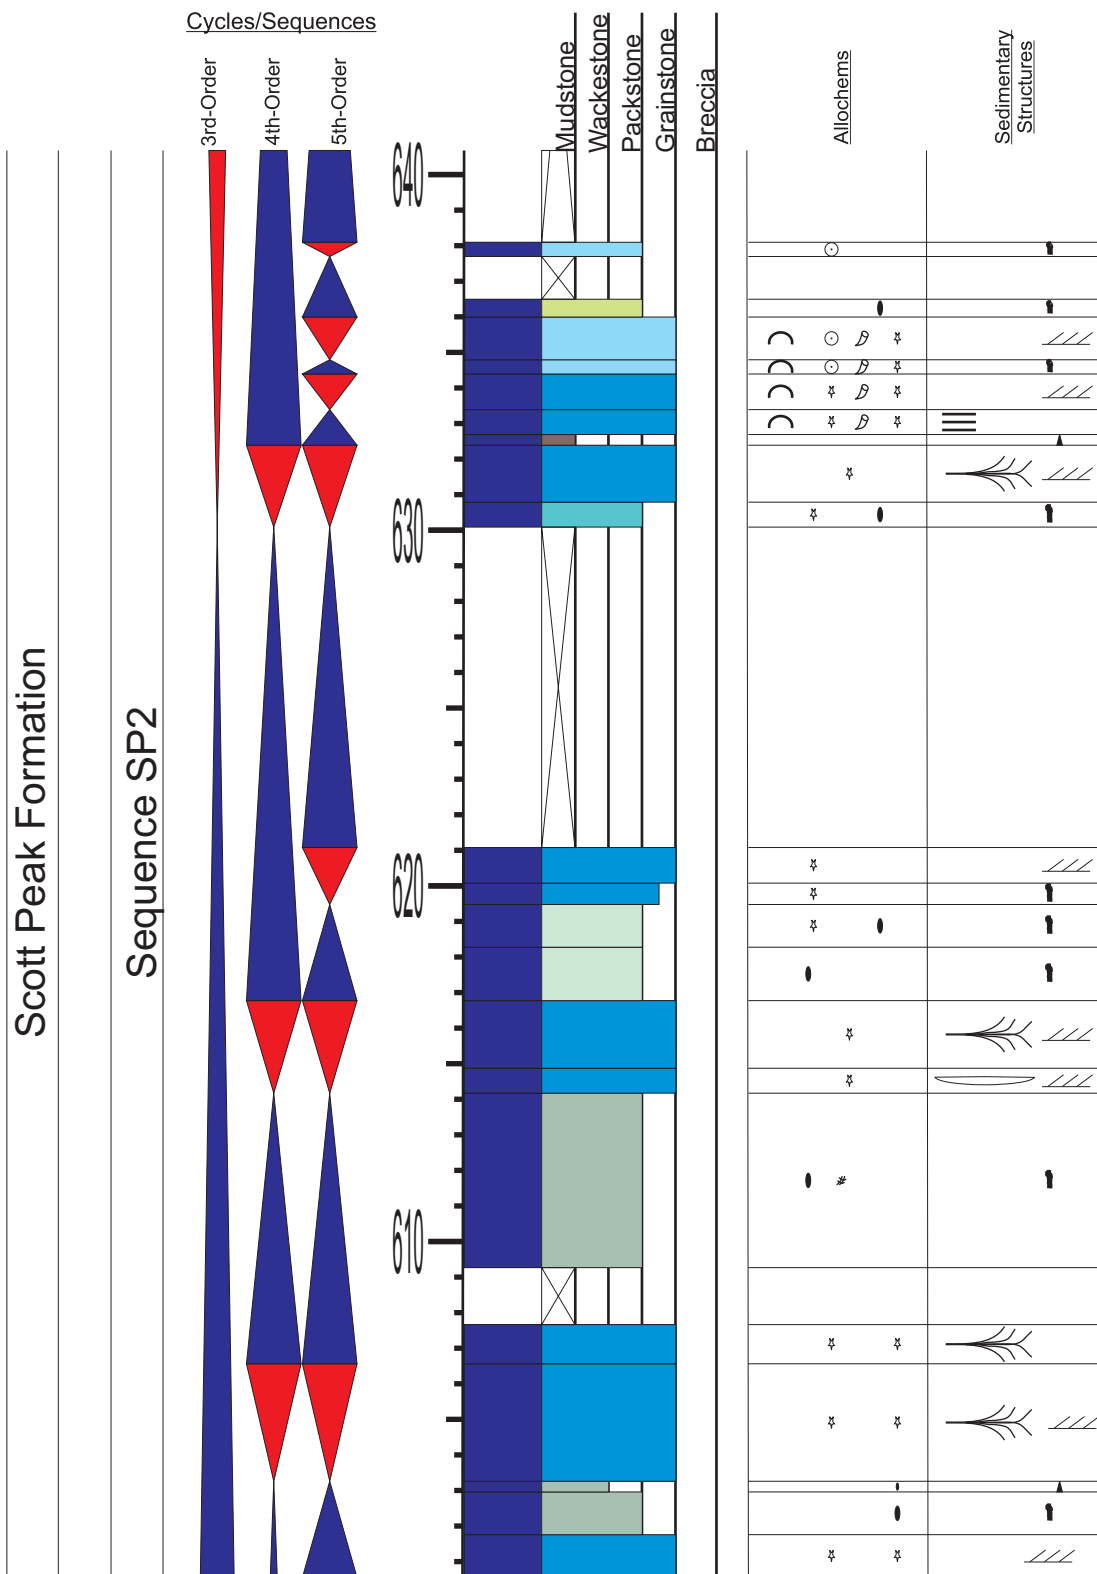 Cycles/Sequences
3rd-Order
4th-Order
5th-Order
Mudstone
Wackestone
Packstone
Grainstone
Breccia
Allochems
Sedimentary
Structures
Scott Peak Formation
Sequence SP2
640
630
620
610